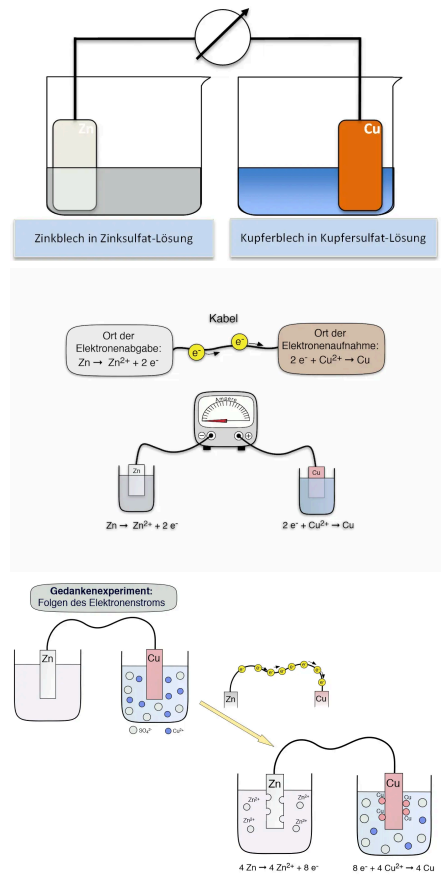 Zn
Cu
Zinkblech in Zinksulfat-Lösung
Kupferblech in Kupfersulfat-Lösung
Kabel
Ort der
Elektronenabgabe:
Zn → Zn²⁺ + 2 e⁻
e⁻
e⁻
Ort der
Elektronenaufnahme:
2 e⁻ + Cu²⁺ → Cu
Ampere
−
+
Zn
Cu
Zn → Zn²⁺ + 2 e⁻
2 e⁻ + Cu²⁺ → Cu
Gedankenexperiment:
Folgen des Elektronenstroms
Zn
Cu
SO₄²⁻
Cu²⁺
e⁻
e⁻
e⁻
e⁻
e⁻
e⁻
e⁻
e⁻
Zn
Cu
Zn
Zn²⁺
Zn²⁺
Zn²⁺
Zn²⁺
Cu
Cu
Cu
Cu
Cu
4 Zn → 4 Zn²⁺ + 8 e⁻
8 e⁻ + 4 Cu²⁺ → 4 Cu